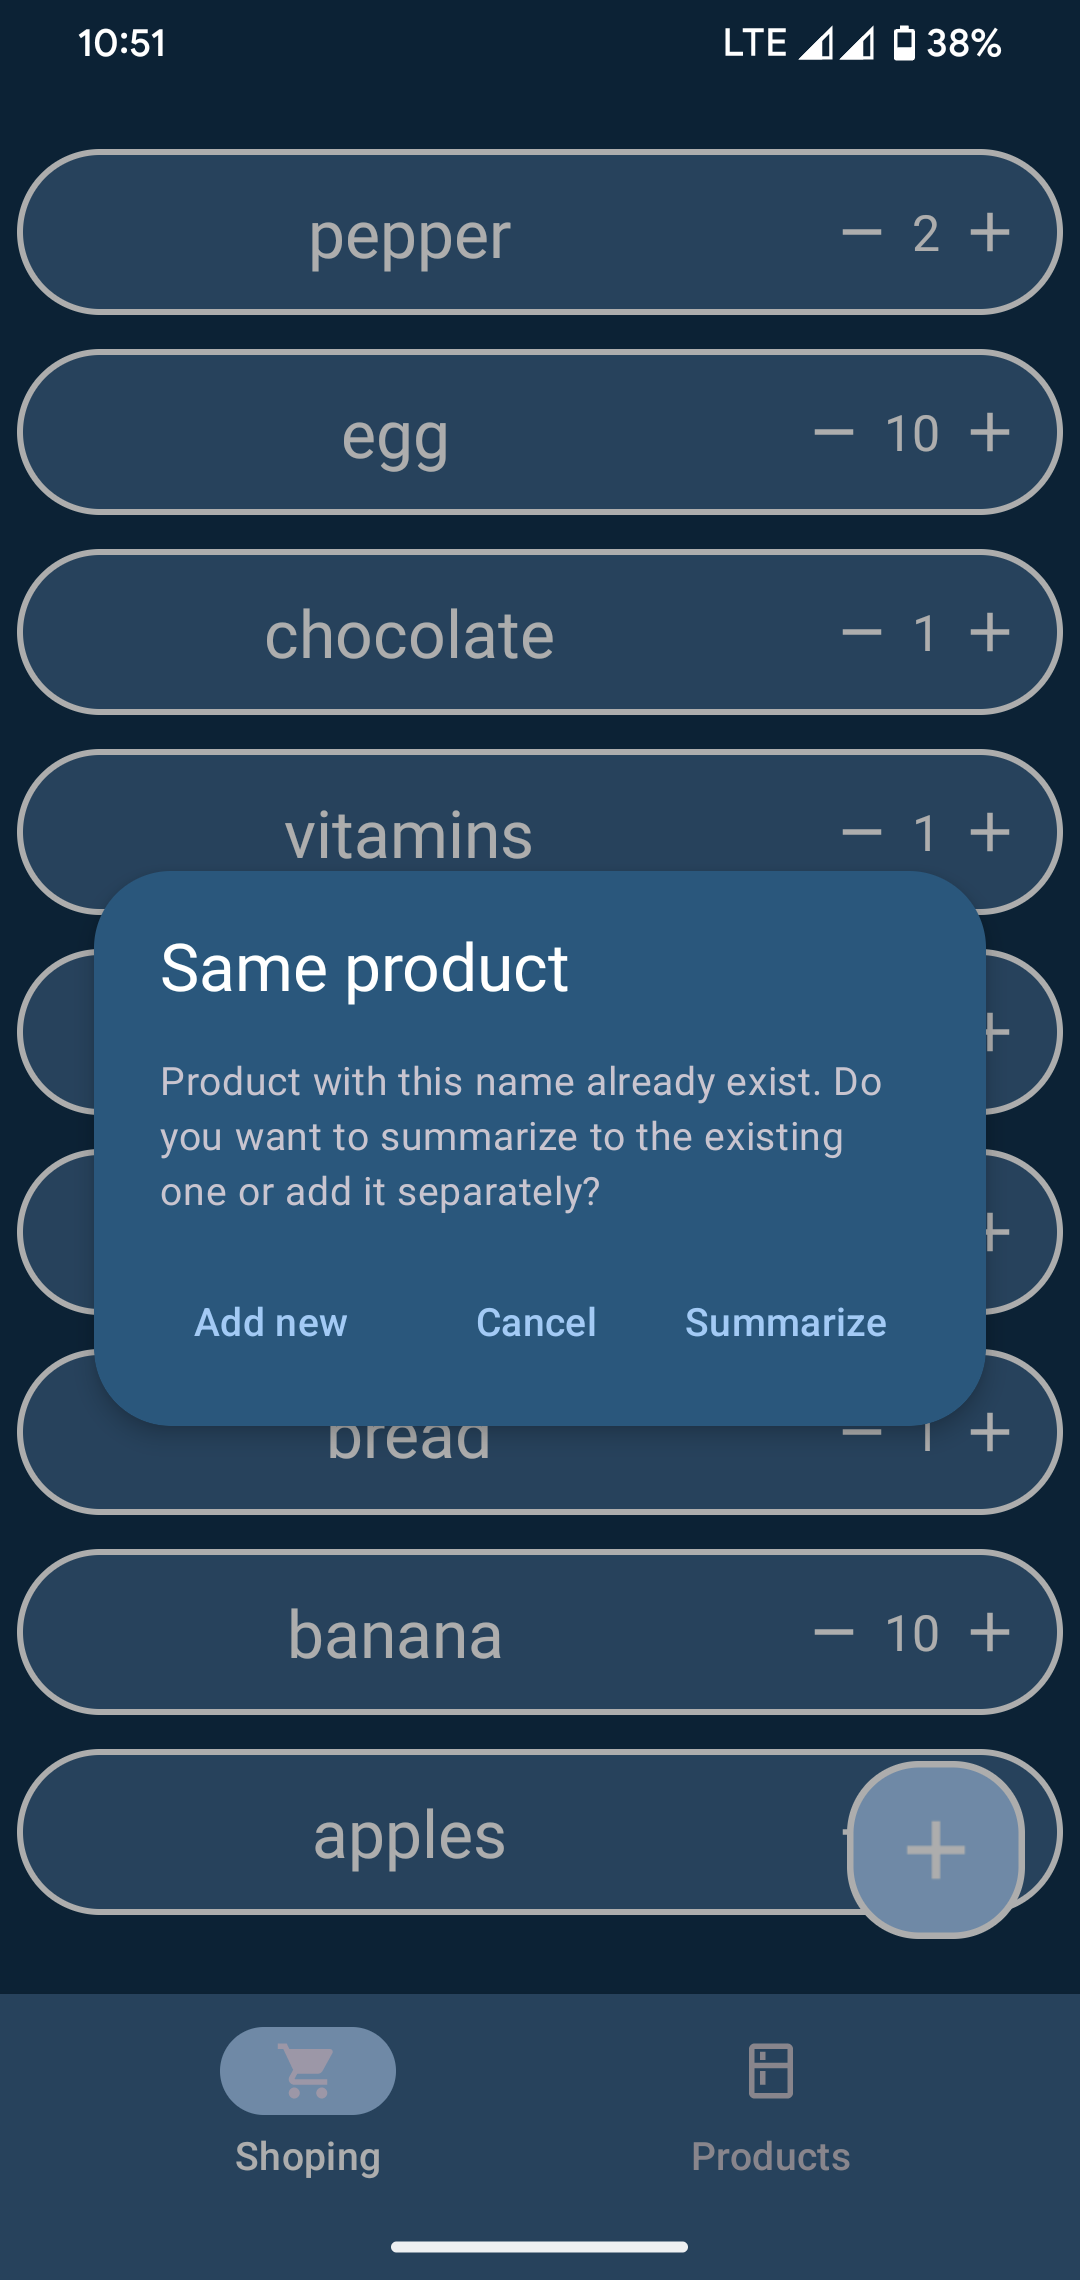 10:51 LTE 38%
pepper 2
egg 10
chocolate 1
vitamins 1
Same product
Product with this name already exist. Do
you want to summarize to the existing
one or add it separately?
Add new Cancel Summarize
bread 1
banana 10
apples
Shoping Products